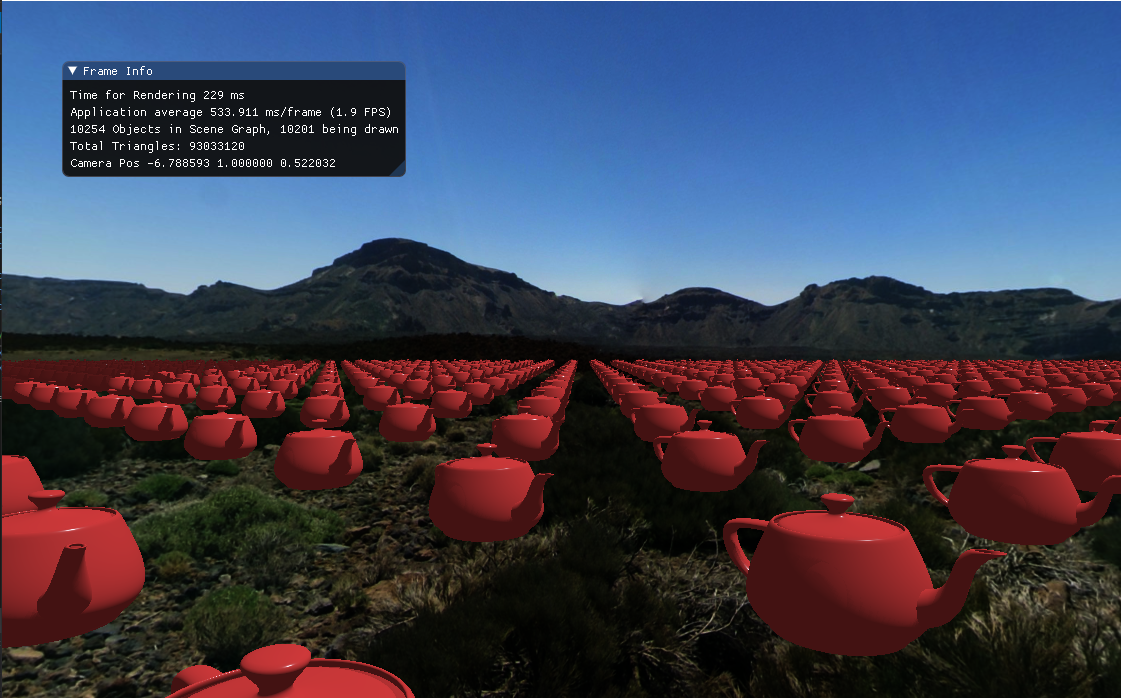 Frame Info
Time for Rendering 229 ms
Application average 533.911 ms/frame (1.9 FPS)
10254 Objects in Scene Graph, 10201 being drawn
Total Triangles: 93033120
Camera Pos -6.788593 1.000000 0.522032